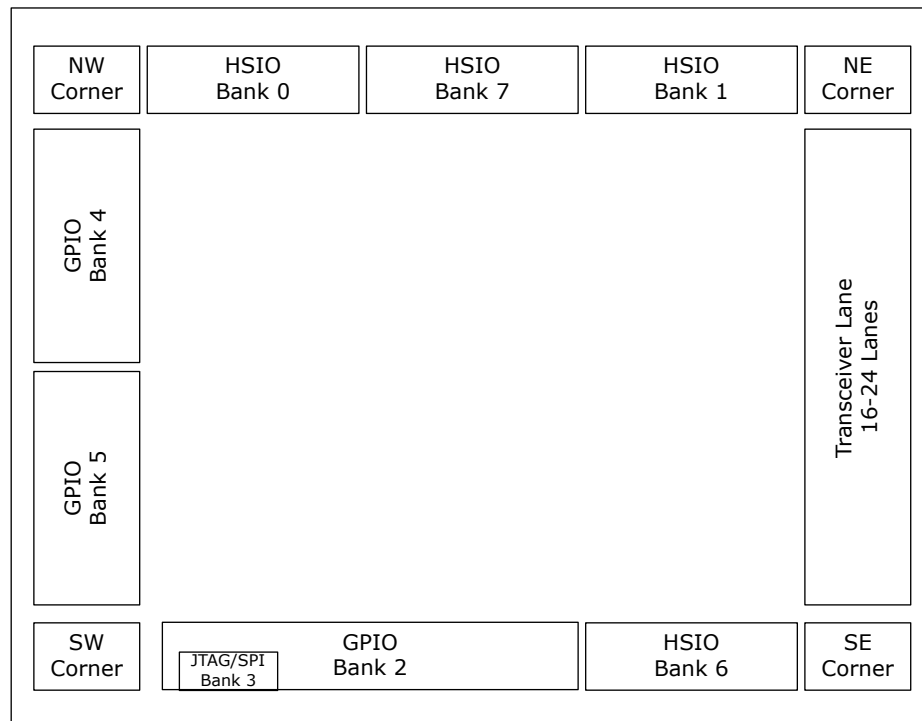 NW
Corner
HSIO
Bank 0
HSIO
Bank 7
HSIO
Bank 1
NE
Corner
GPIO
Bank 4
GPIO
Bank 5
Transceiver Lane
16-24 Lanes
SW
Corner
JTAG/SPI
Bank 3
GPIO
Bank 2
HSIO
Bank 6
SE
Corner